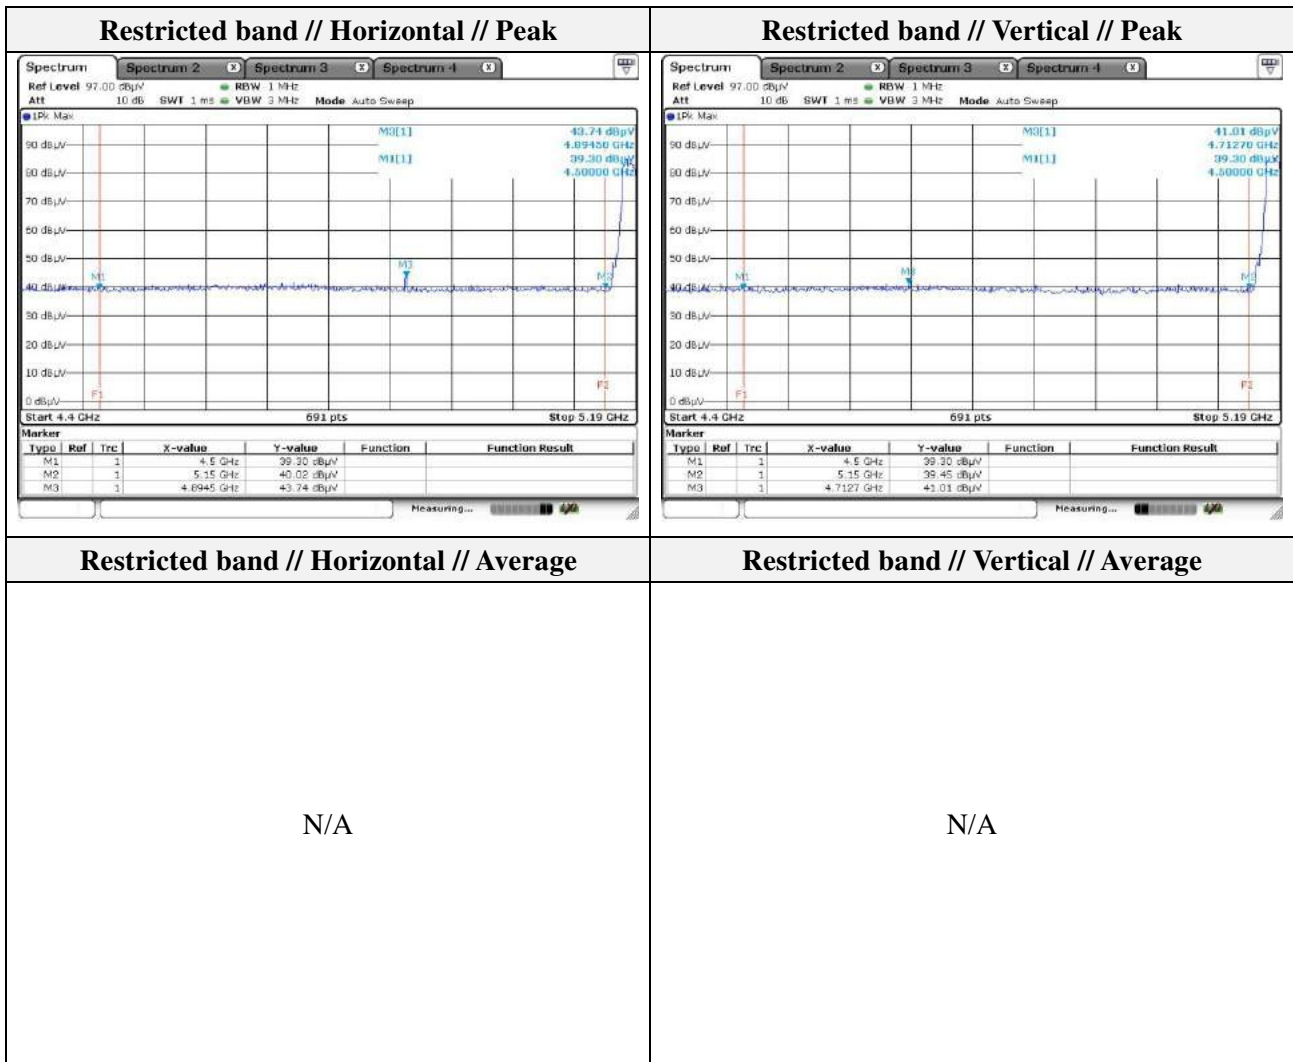 Restricted band // Horizontal // Peak
Spectrum Spectrum 2 Spectrum 3 Spectrum 4
Ref Level 97.00 dBµV RBW 1 MHz
Att 10 dB SWT 1 ms VBW 3 MHz Mode Auto Sweep
1Pk Max
M3[1] 43.74 dBµV
4.89450 GHz
M1[1] 39.30 dBµV
4.50000 GHz
90 dBµV
80 dBµV
70 dBµV
60 dBµV
50 dBµV
40 dBµV
30 dBµV
20 dBµV
10 dBµV
0 dBµV
M1 M3 M2
F1 F2
Start 4.4 GHz 691 pts Stop 5.19 GHz
Marker
Type Ref Trc X-value Y-value Function Function Result
M1 1 4.5 GHz 39.30 dBµV
M2 1 5.15 GHz 40.02 dBµV
M3 1 4.8945 GHz 43.74 dBµV
Measuring...
Restricted band // Vertical // Peak
Spectrum Spectrum 2 Spectrum 3 Spectrum 4
Ref Level 97.00 dBµV RBW 1 MHz
Att 10 dB SWT 1 ms VBW 3 MHz Mode Auto Sweep
1Pk Max
M3[1] 41.01 dBµV
4.71270 GHz
M1[1] 39.30 dBµV
4.50000 GHz
90 dBµV
80 dBµV
70 dBµV
60 dBµV
50 dBµV
40 dBµV
30 dBµV
20 dBµV
10 dBµV
0 dBµV
M1 M3 M2
F1 F2
Start 4.4 GHz 691 pts Stop 5.19 GHz
Marker
Type Ref Trc X-value Y-value Function Function Result
M1 1 4.5 GHz 39.30 dBµV
M2 1 5.15 GHz 39.45 dBµV
M3 1 4.7127 GHz 41.01 dBµV
Measuring...
Restricted band // Horizontal // Average
N/A
Restricted band // Vertical // Average
N/A